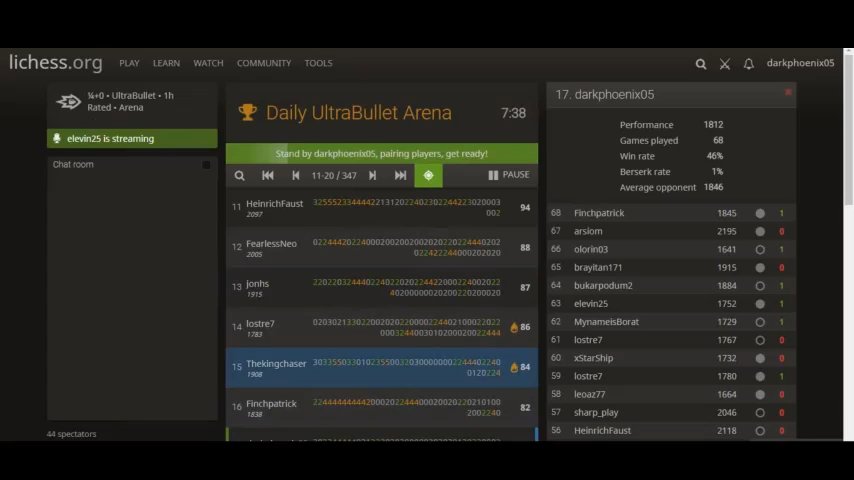 lichess.org PLAY LEARN WATCH COMMUNITY TOOLS darkphoenix05
¼+0 • UltraBullet • 1h
Rated • Arena
elevin25 is streaming
Chat room
44 spectators
Daily UltraBullet Arena 7:38
Stand by darkphoenix05, pairing players, get ready!
11-20 / 347 PAUSE
11 HeinrichFaust 94
2097
12 FearlessNeo 88
2005
13 jonhs 87
1915
14 lostre7 86
1783
15 Thekingchaser 84
1908
16 Finchpatrick 82
1838
17. darkphoenix05
Performance 1812
Games played 68
Win rate 46%
Berserk rate 1%
Average opponent 1846
68 Finchpatrick 1845 1
67 arsiom 2195 0
66 olorin03 1641 1
65 brayitan171 1915 0
64 bukarpodum2 1884 1
63 elevin25 1752 1
62 MynameisBorat 1729 1
61 lostre7 1767 0
60 xStarShip 1732 0
59 lostre7 1780 1
58 leoaz77 1664 0
57 sharp_play 2046 0
56 HeinrichFaust 2118 0